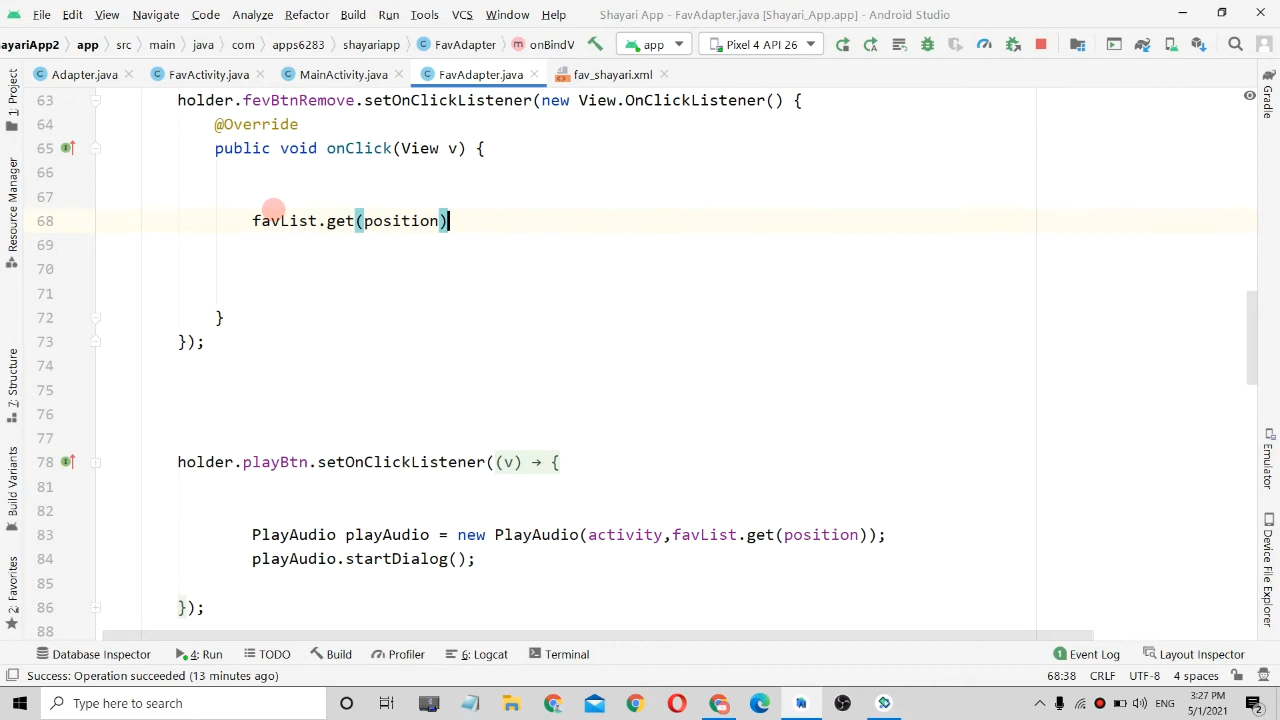 File Edit View Navigate Code Analyze Refactor Build Run Tools VCS Window Help Shayari App - FavAdapter.java [Shayari_App.app] - Android Studio
ayariApp2 app src main java com apps6283 shayariapp FavAdapter onBindV app Pixel 4 API 26
Adapter.java FavActivity.java MainActivity.java FavAdapter.java fav_shayari.xml
63 holder.fevBtnRemove.setOnClickListener(new View.OnClickListener() {
64 @Override
65 public void onClick(View v) {
66
67
68 favList.get(position)
69
70
71
72 }
73 });
74
75
76
77
78 holder.playBtn.setOnClickListener((v) → {
81
82
83 PlayAudio playAudio = new PlayAudio(activity,favList.get(position));
84 playAudio.startDialog();
85
86 });
88
1: Project
Resource Manager
7: Structure
Build Variants
2: Favorites
Gradle
Emulator
Device File Explorer
Database Inspector 4: Run TODO Build Profiler 6: Logcat Terminal 1 Event Log Layout Inspector
Success: Operation succeeded (13 minutes ago) 68:38 CRLF UTF-8 4 spaces
Type here to search ENG 3:27 PM
5/1/2021 2